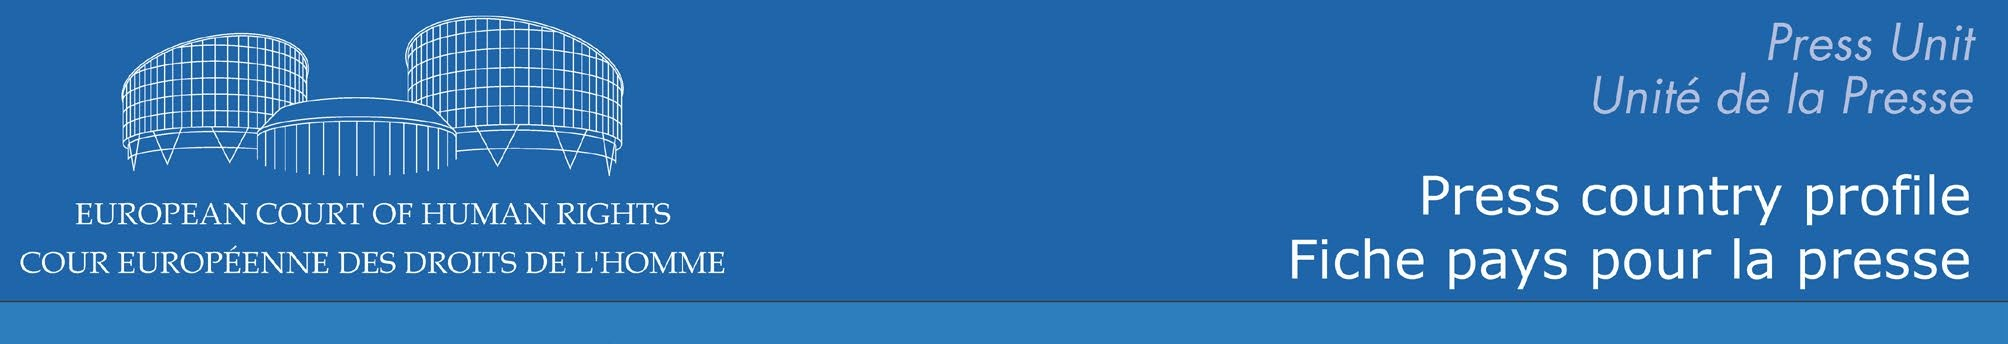 Press Unit
Unité de la Presse
EUROPEAN COURT OF HUMAN RIGHTS
COUR EUROPÉENNE DES DROITS DE L'HOMME
Press country profile
Fiche pays pour la presse